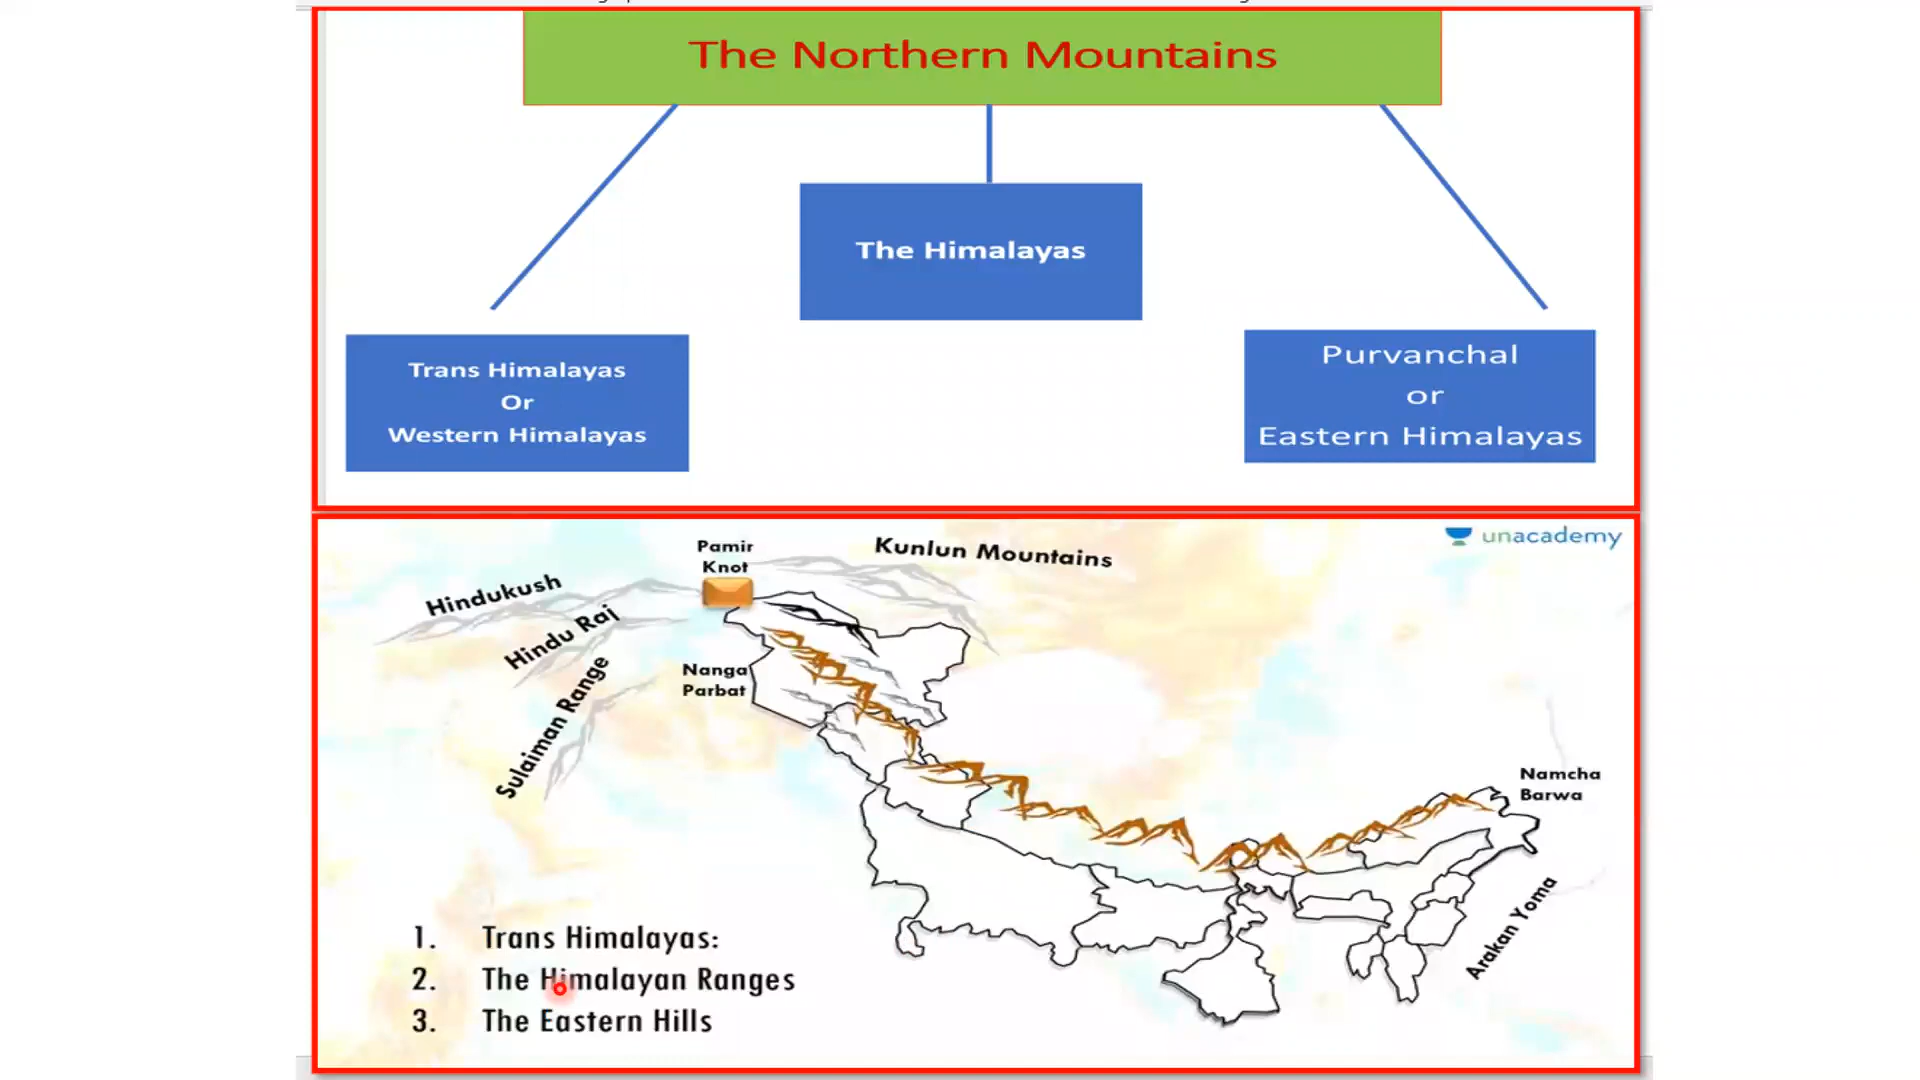 The Northern Mountains
The Himalayas
Trans Himalayas
Or
Western Himalayas
Purvanchal
or
Eastern Himalayas
unacademy
Pamir
Knot
Kunlun Mountains
Hindukush
Hindu Raj
Sulaiman Range
Nanga
Parbat
Namcha
Barwa
Arakan Yoma
1. Trans Himalayas:
2. The Himalayan Ranges
3. The Eastern Hills